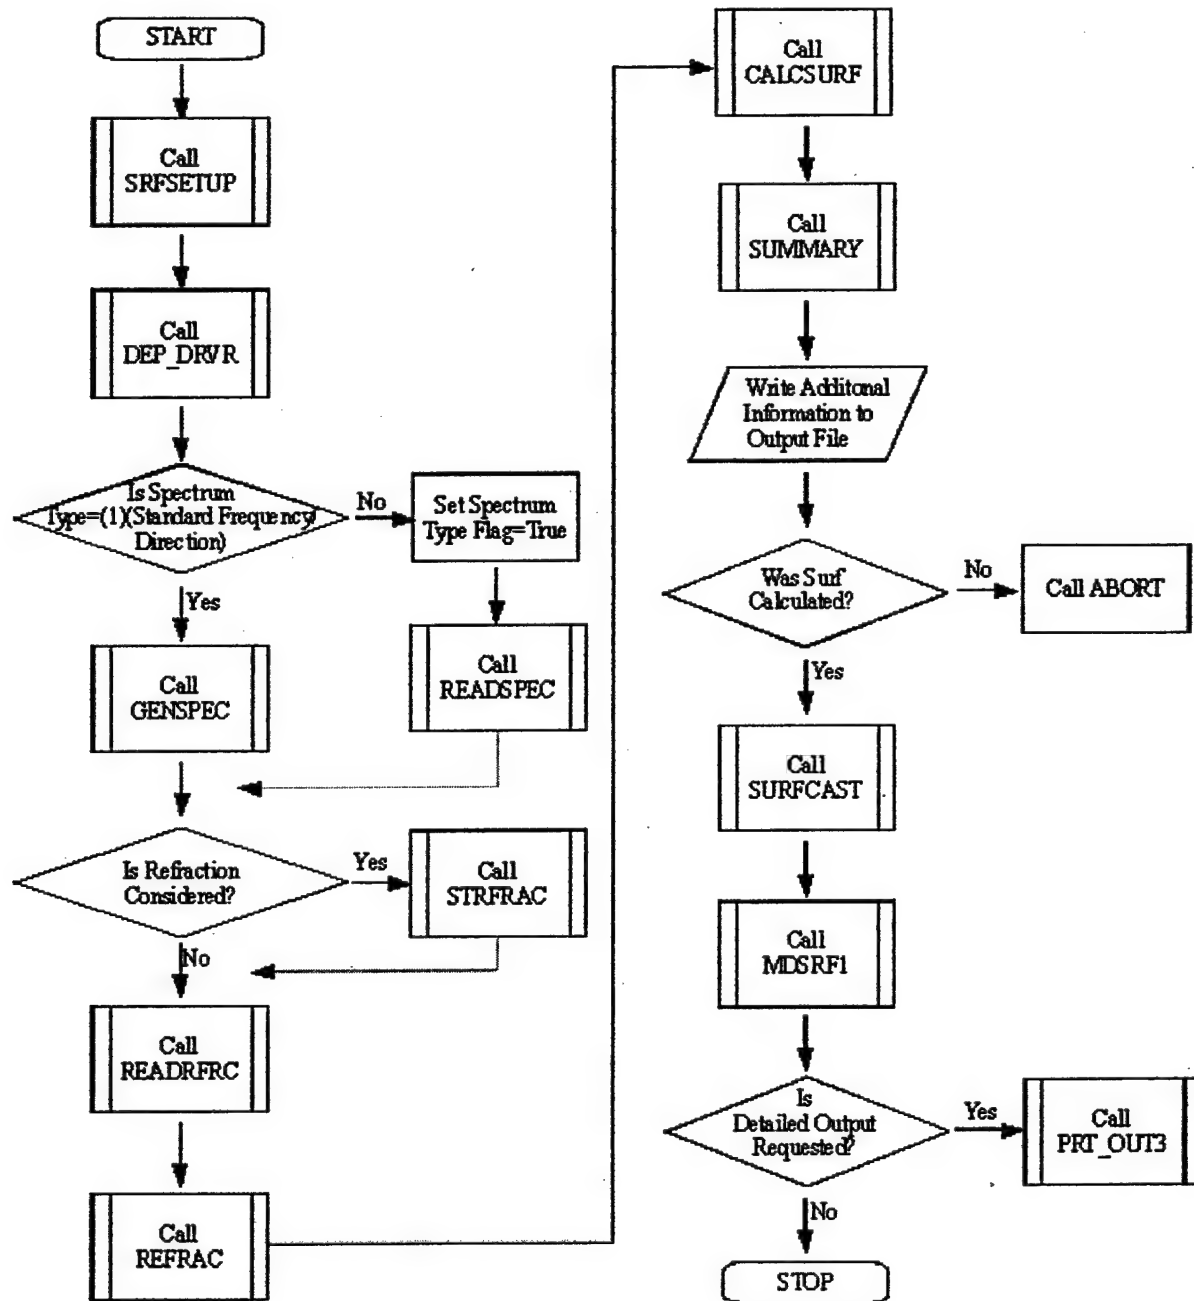 START
Call
SRFSETUP
Call
DEP_DRVR
Is Spectrum
Type=(1)(Standard Frequency/
Direction)
No
Set Spectrum
Type Flag=True
Yes
Call
GENSPEC
Call
READSPEC
Is Refraction
Considered?
Yes
Call
STRFRAC
No
Call
READRFRC
Call
REFRAC
Call
CALCSURF
Call
SUMMARY
Write Additonal
Information to
Output File
Was Surf
Calculated?
No
Call ABORT
Yes
Call
SURFCAST
Call
MDSRF1
Is
Detailed Output
Requested?
Yes
Call
PRT_OUT3
No
STOP